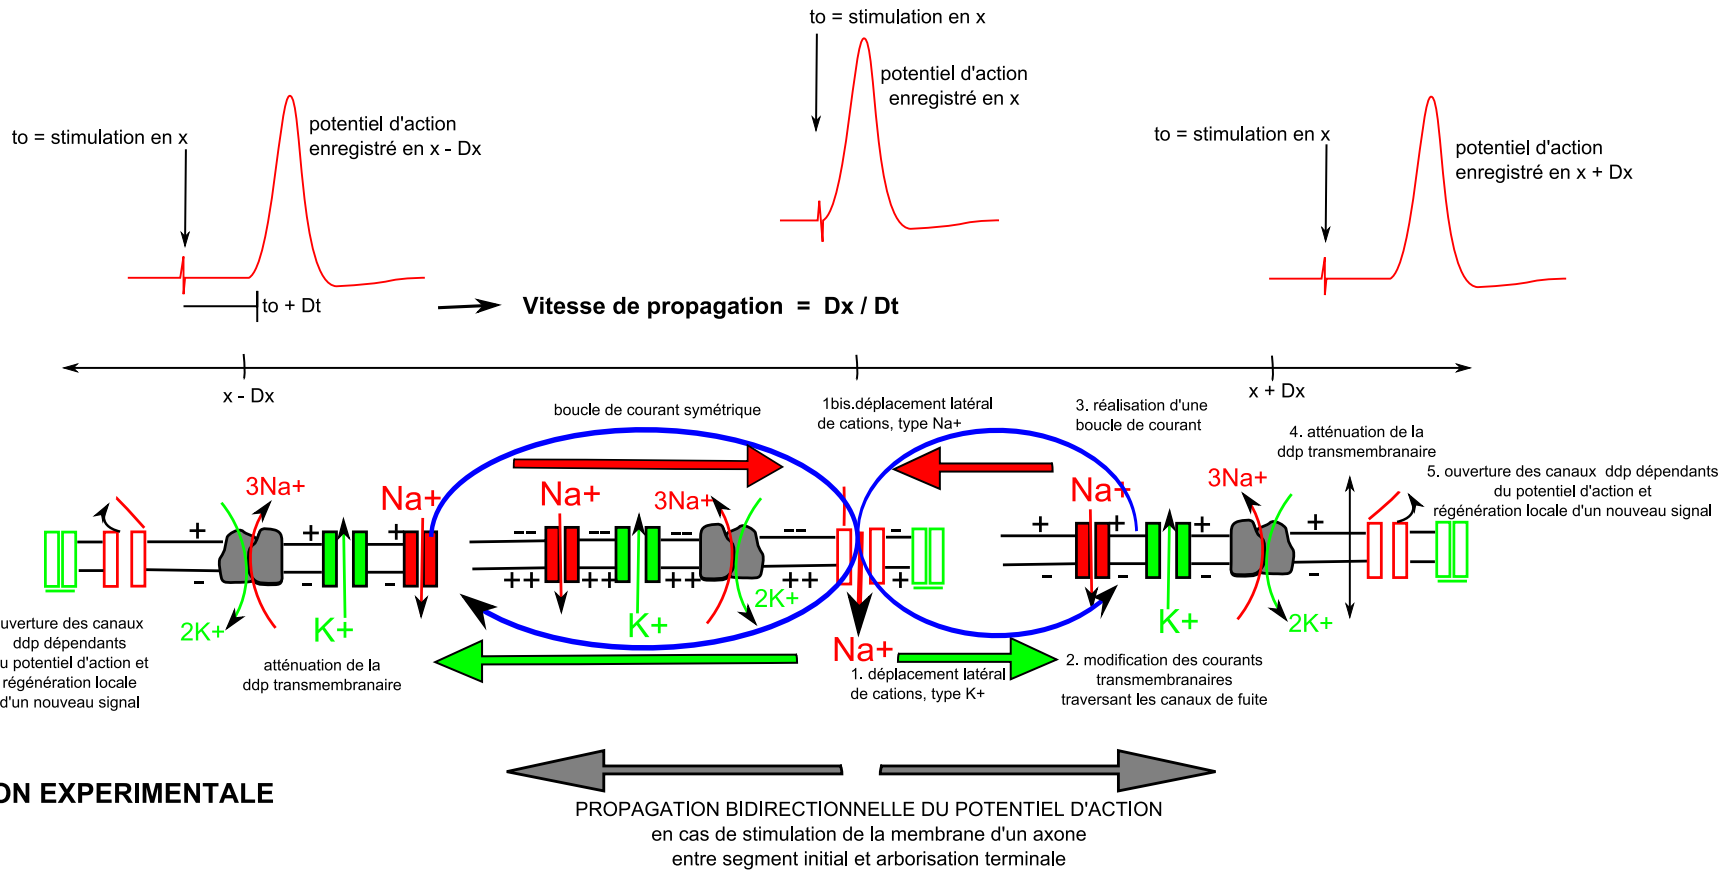 to = stimulation en x
potentiel d'action
enregistré en x
to = stimulation en x
potentiel d'action
enregistré en x - Dx
to = stimulation en x
potentiel d'action
enregistré en x + Dx
to + Dt
Vitesse de propagation = Dx / Dt
x - Dx
x + Dx
boucle de courant symétrique
1bis.déplacement latéral
de cations, type Na+
3. réalisation d'une
boucle de courant
4. atténuation de la
ddp transmembranaire
5. ouverture des canaux ddp dépendants
du potentiel d'action et
régénération locale d'un nouveau signal
3Na+
Na+
Na+
3Na+
Na+
3Na+
+ + +
-- -- -- -- -
+ + + +
- - -
++ ++ ++ ++ +
- - - -
2K+
K+
K+
2K+
Na+
K+
2K+
uverture des canaux
ddp dépendants
u potentiel d'action et
régénération locale
d'un nouveau signal
atténuation de la
ddp transmembranaire
1. déplacement latéral
de cations, type K+
2. modification des courants
transmembranaires
traversant les canaux de fuite
ON EXPERIMENTALE
PROPAGATION BIDIRECTIONNELLE DU POTENTIEL D'ACTION
en cas de stimulation de la membrane d'un axone
entre segment initial et arborisation terminale